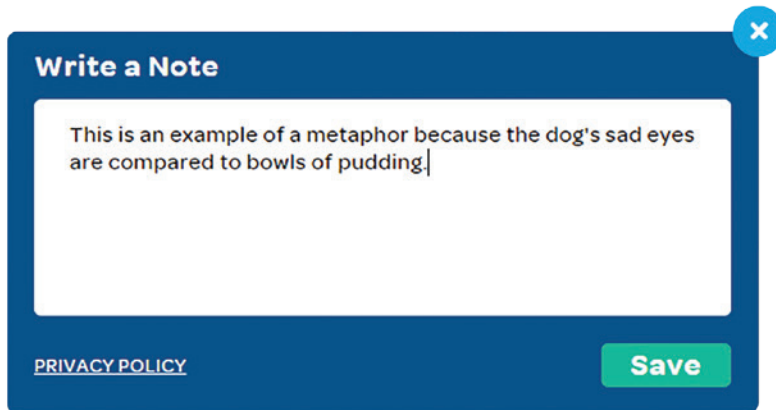 Write a Note
This is an example of a metaphor because the dog's sad eyes
are compared to bowls of pudding.
PRIVACY POLICY
Save